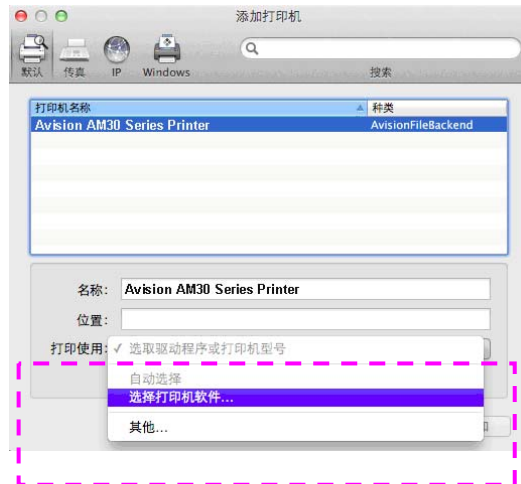 添加打印机
默认 传真 IP Windows 搜索
打印机名称 种类
Avision AM30 Series Printer AvisionFileBackend
名称: Avision AM30 Series Printer
位置:
打印使用: ✓ 选取驱动程序或打印机型号
自动选择
选择打印机软件...
其他...